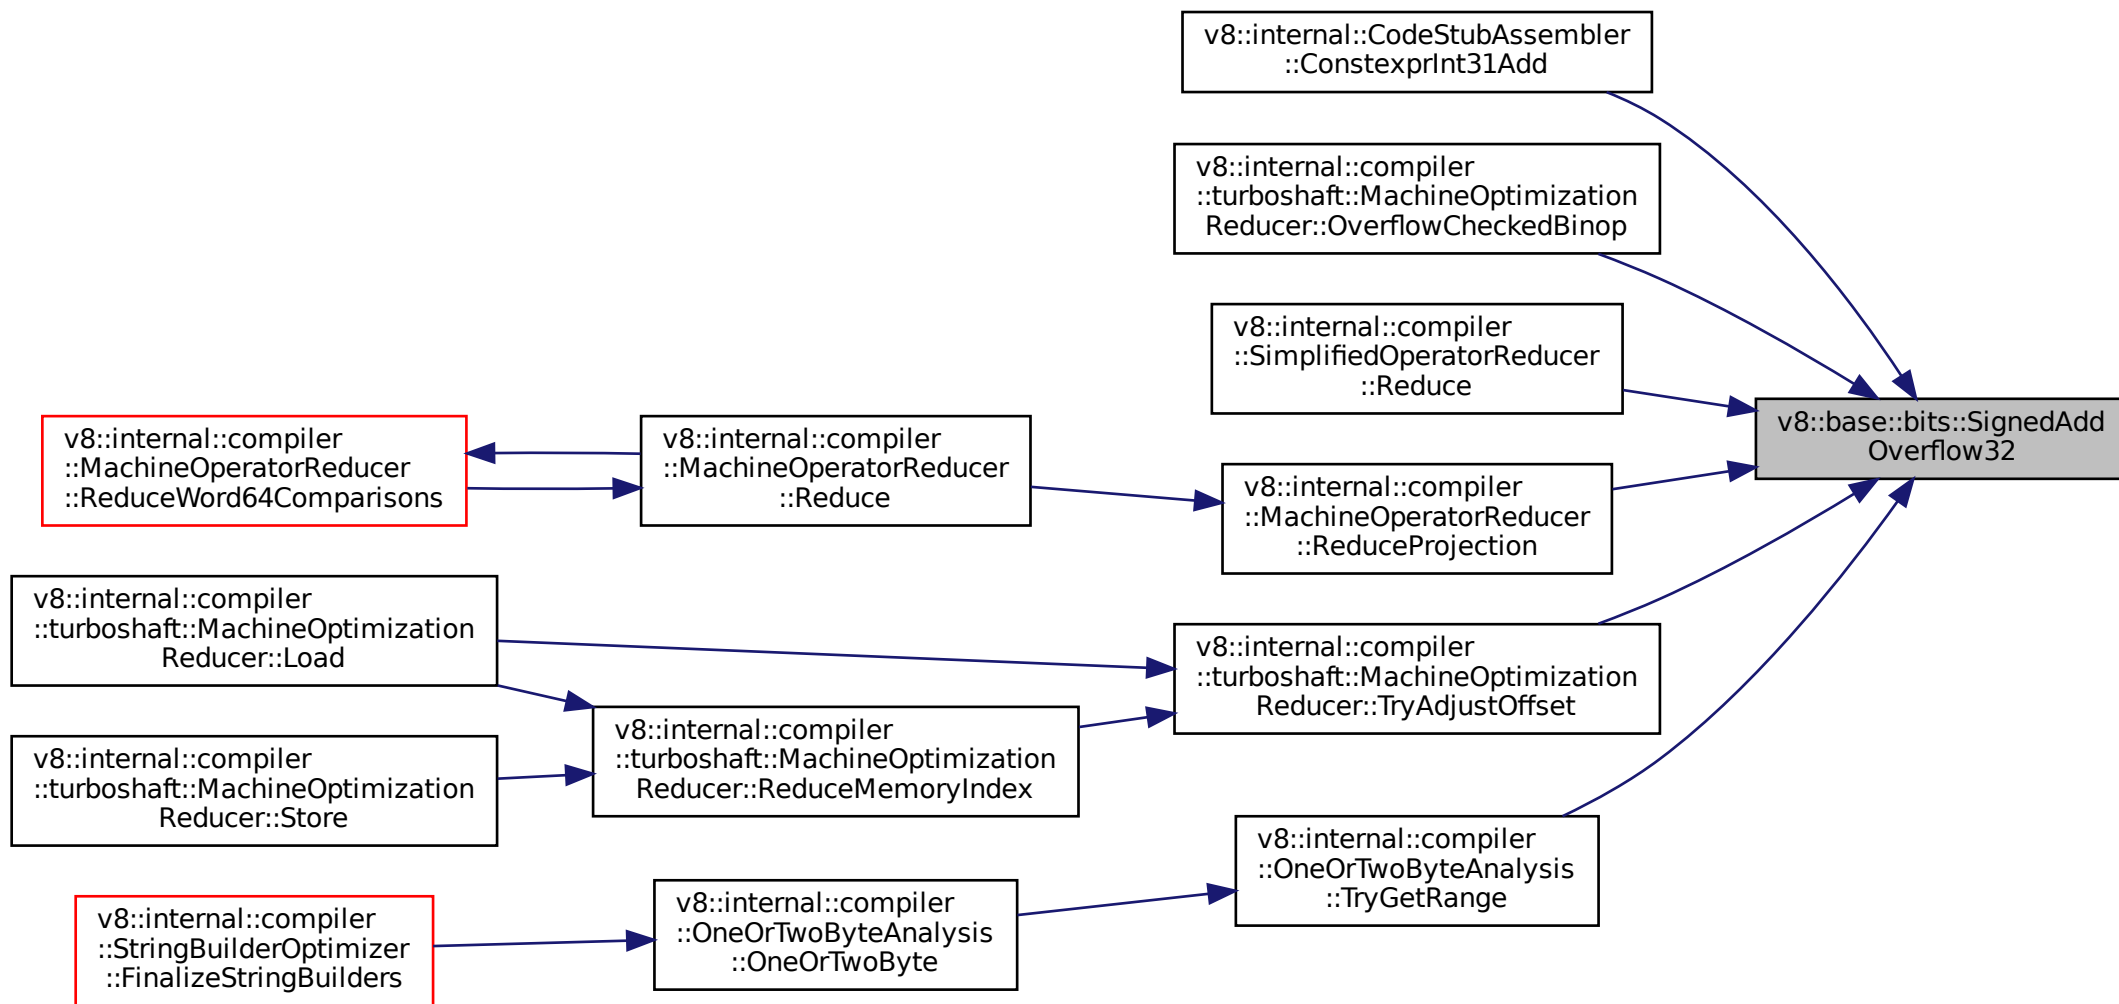 v8::internal::CodeStubAssembler
::ConstexprInt31Add
v8::internal::compiler
::turboshaft::MachineOptimization
Reducer::OverflowCheckedBinop
v8::internal::compiler
::SimplifiedOperatorReducer
::Reduce
v8::base::bits::SignedAdd
Overflow32
v8::internal::compiler
::MachineOperatorReducer
::ReduceWord64Comparisons
v8::internal::compiler
::MachineOperatorReducer
::Reduce
v8::internal::compiler
::MachineOperatorReducer
::ReduceProjection
v8::internal::compiler
::turboshaft::MachineOptimization
Reducer::Load
v8::internal::compiler
::turboshaft::MachineOptimization
Reducer::TryAdjustOffset
v8::internal::compiler
::turboshaft::MachineOptimization
Reducer::ReduceMemoryIndex
v8::internal::compiler
::turboshaft::MachineOptimization
Reducer::Store
v8::internal::compiler
::OneOrTwoByteAnalysis
::TryGetRange
v8::internal::compiler
::OneOrTwoByteAnalysis
::OneOrTwoByte
v8::internal::compiler
::StringBuilderOptimizer
::FinalizeStringBuilders